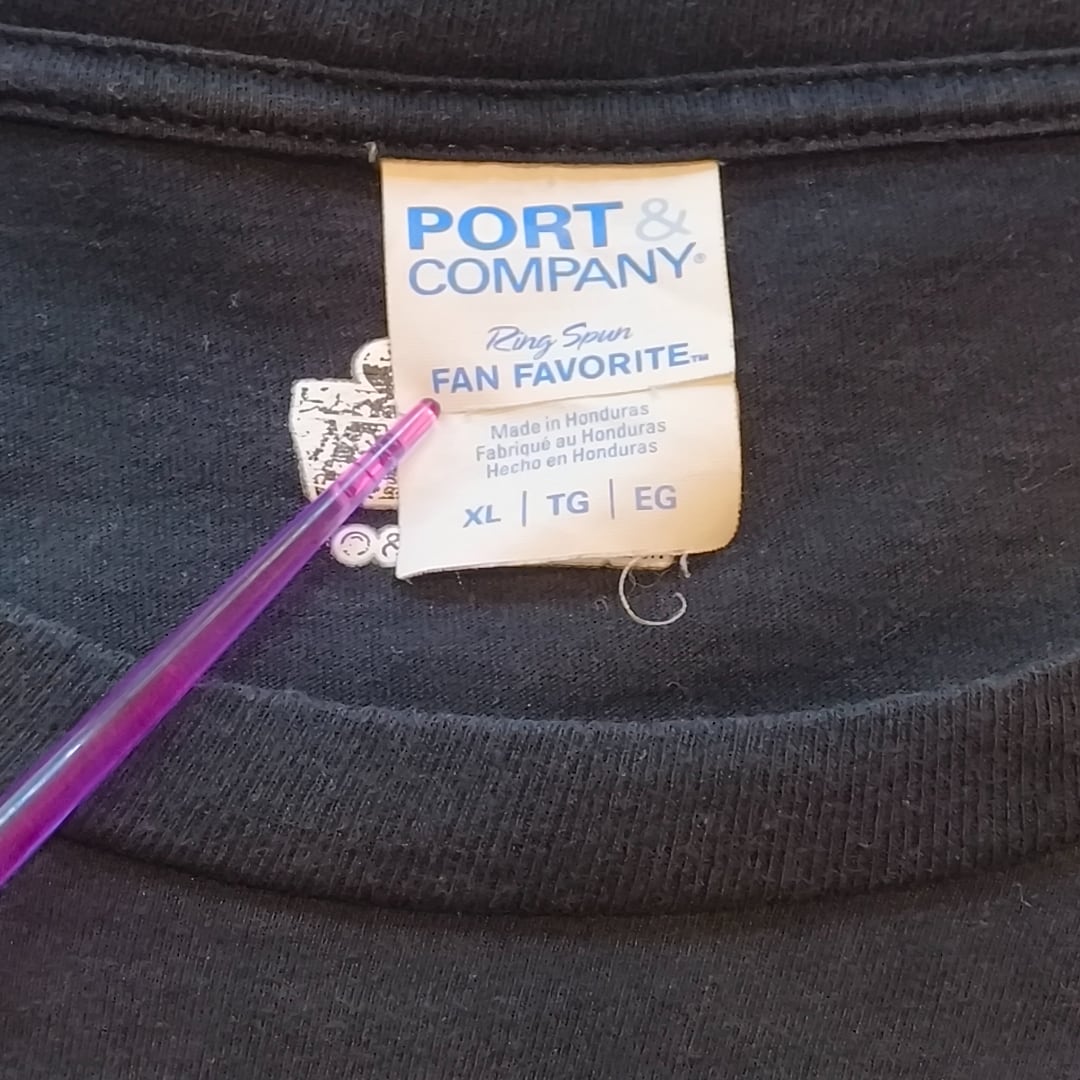 PORT &
COMPANY®
Ring Spun
FAN FAVORITE™
Made in Honduras
Fabriqué au Honduras
Hecho en Honduras
XL | TG | EG
©&